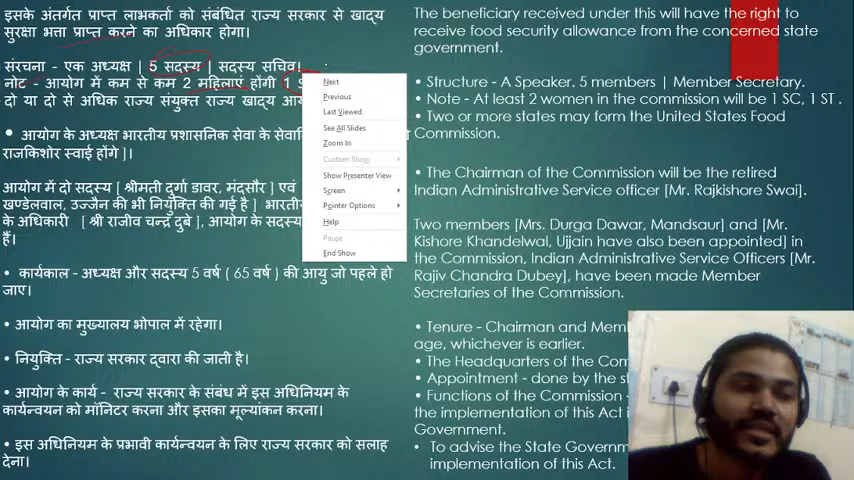 इसके अंतर्गत प्राप्त लाभकर्ता को संबंधित राज्य सरकार से खाद्य
सुरक्षा भत्ता प्राप्त करने का अधिकार होगा।
संरचना - एक अध्यक्ष | 5 सदस्य | सदस्य सचिव।
नोट - आयोग में कम से कम 2 महिलाएं होंगी 1
दो या दो से अधिक राज्य संयुक्त राज्य खाद्य
• आयोग के अध्यक्ष भारतीय प्रशासनिक सेवा के
राजकिशोर स्वाई होंगे ]।
आयोग में दो सदस्य [ श्रीमती दुर्गा डावर, मंदसौर ] एवं
खण्डेलवाल, उज्जैन की भी नियुक्ति की गई है ]
के अधिकारी [ श्री राजीव चन्द्र दुबे ], आयोग के सदस्य
हैं।
• कार्यकाल - अध्यक्ष और सदस्य 5 वर्ष ( 65 वर्ष ) की आयु जो पहले हो
जाए।
• आयोग का मुख्यालय भोपाल में रहेगा।
• नियुक्ति - राज्य सरकार द्वारा की जाती है।
• आयोग के कार्य - राज्य सरकार के संबंध में इस अधिनियम के
कार्यन्वयन को मॉनिटर करना और इसका मूल्यांकन करना।
• इस अधिनियम के प्रभावी कार्यन्वयन के लिए राज्य सरकार को सलाह
देना।
Next
Previous
Last Viewed
See All Slides
Zoom In
Custom Show
Show Presenter View
Screen
Pointer Options
Help
Pause
End Show
The beneficiary received under this will have the right to
receive food security allowance from the concerned state
government.
• Structure - A Speaker. 5 members | Member Secretary.
• Note - At least 2 women in the commission will be 1 SC, 1 ST .
• Two or more states may form the United States Food
Commission.
• The Chairman of the Commission will be the retired
Indian Administrative Service officer [Mr. Rajkishore Swai].
Two members [Mrs. Durga Dawar, Mandsaur] and [Mr.
Kishore Khandelwal, Ujjain have also been appointed] in
the Commission, Indian Administrative Service Officers [Mr.
Rajiv Chandra Dubey], have been made Member
Secretaries of the Commission.
• Tenure - Chairman and
age, whichever is earlier.
• The Headquarters of the
• Appointment - done by the
• Functions of the Commission -
the implementation of this Act
Government.
• To advise the State
implementation of this Act.